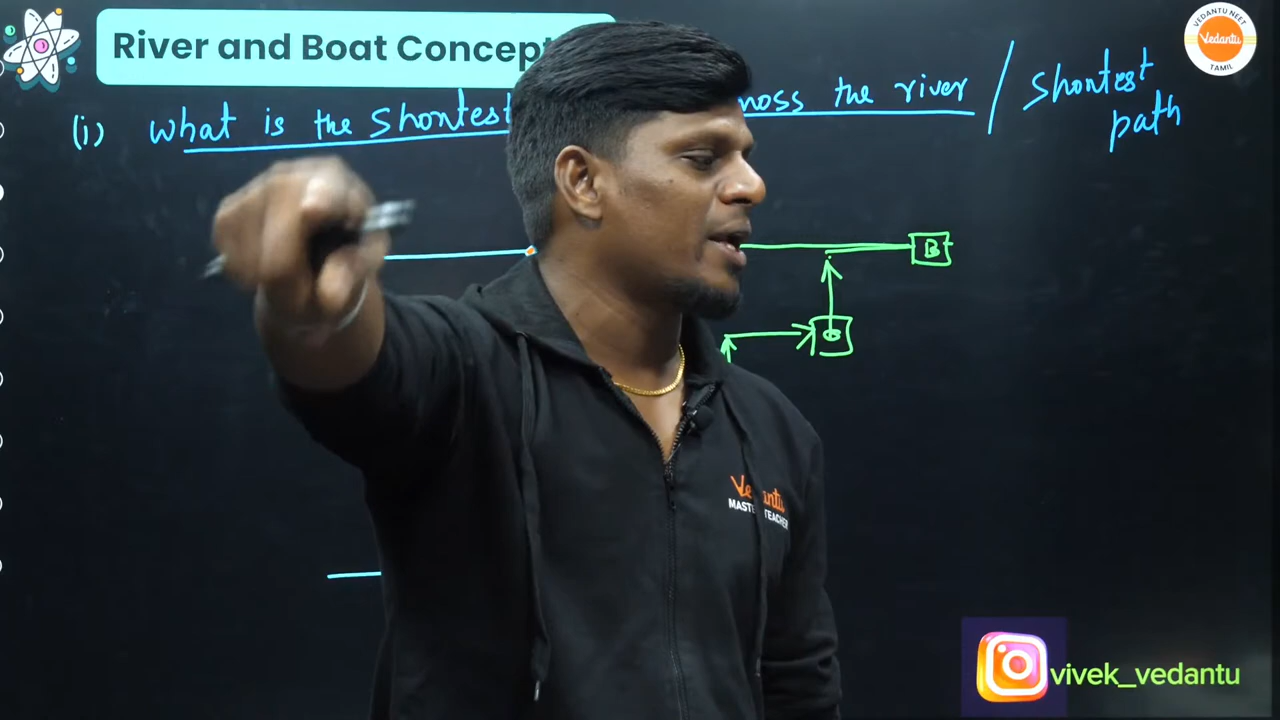 River and Boat Concept
VEDANTU NEET
Vedantu
TAMIL
(i) What is the Shortest the river / Shortest
path
B
Vedantu
MASTER TEACHER
vivek_vedantu